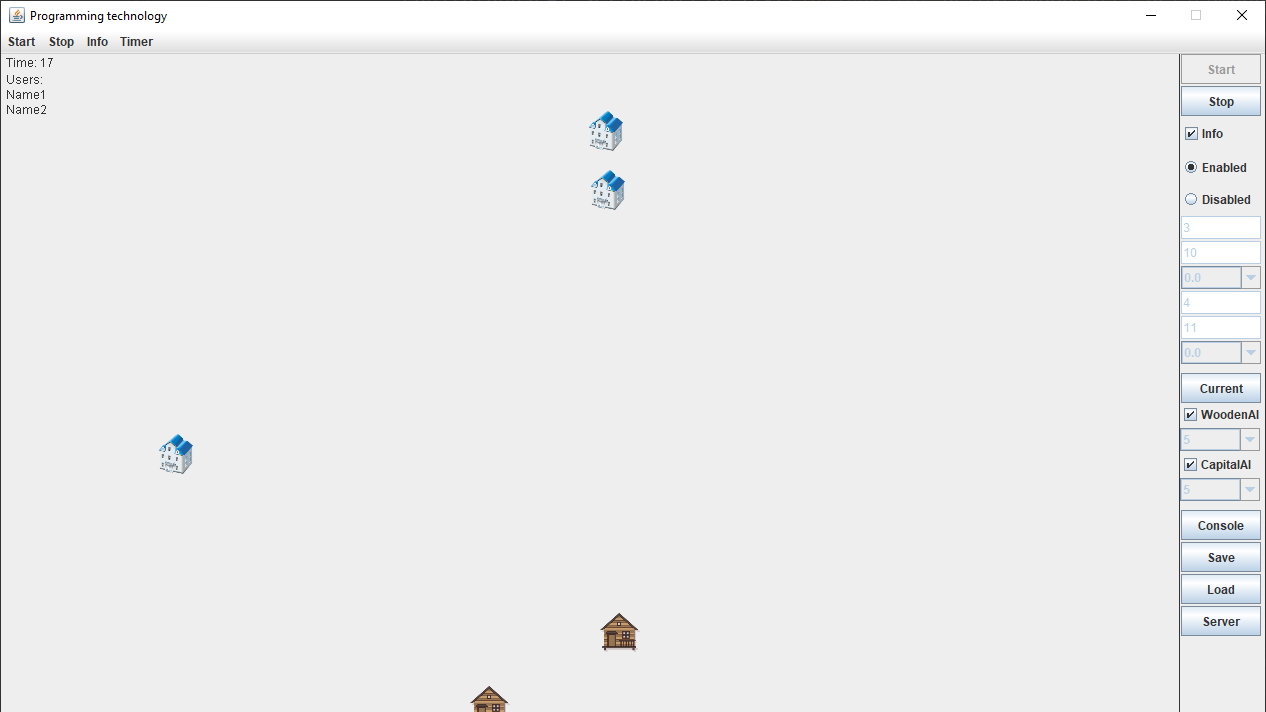 Programming technology
Start Stop Info Timer
Time: 17
Users:
Name1
Name2
Start
Stop
Info
Enabled
Disabled
3
10
0.0
4
11
0.0
Current
WoodenAI
5
CapitalAI
5
Console
Save
Load
Server